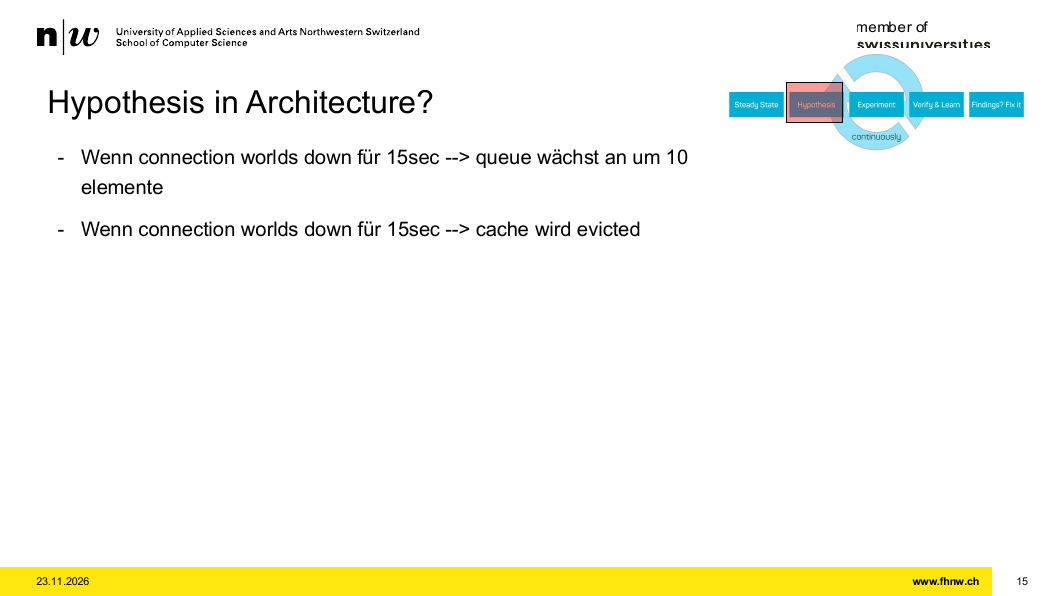 n w University of Applied Sciences and Arts Northwestern Switzerland
School of Computer Science
member of
swissuniversities
Hypothesis in Architecture?
Steady State Hypothesis Experiment Verify & Learn Findings? Fix it
continuously
- Wenn connection worlds down für 15sec --> queue wächst an um 10
elemente
- Wenn connection worlds down für 15sec --> cache wird evicted
23.11.2026 www.fhnw.ch 15